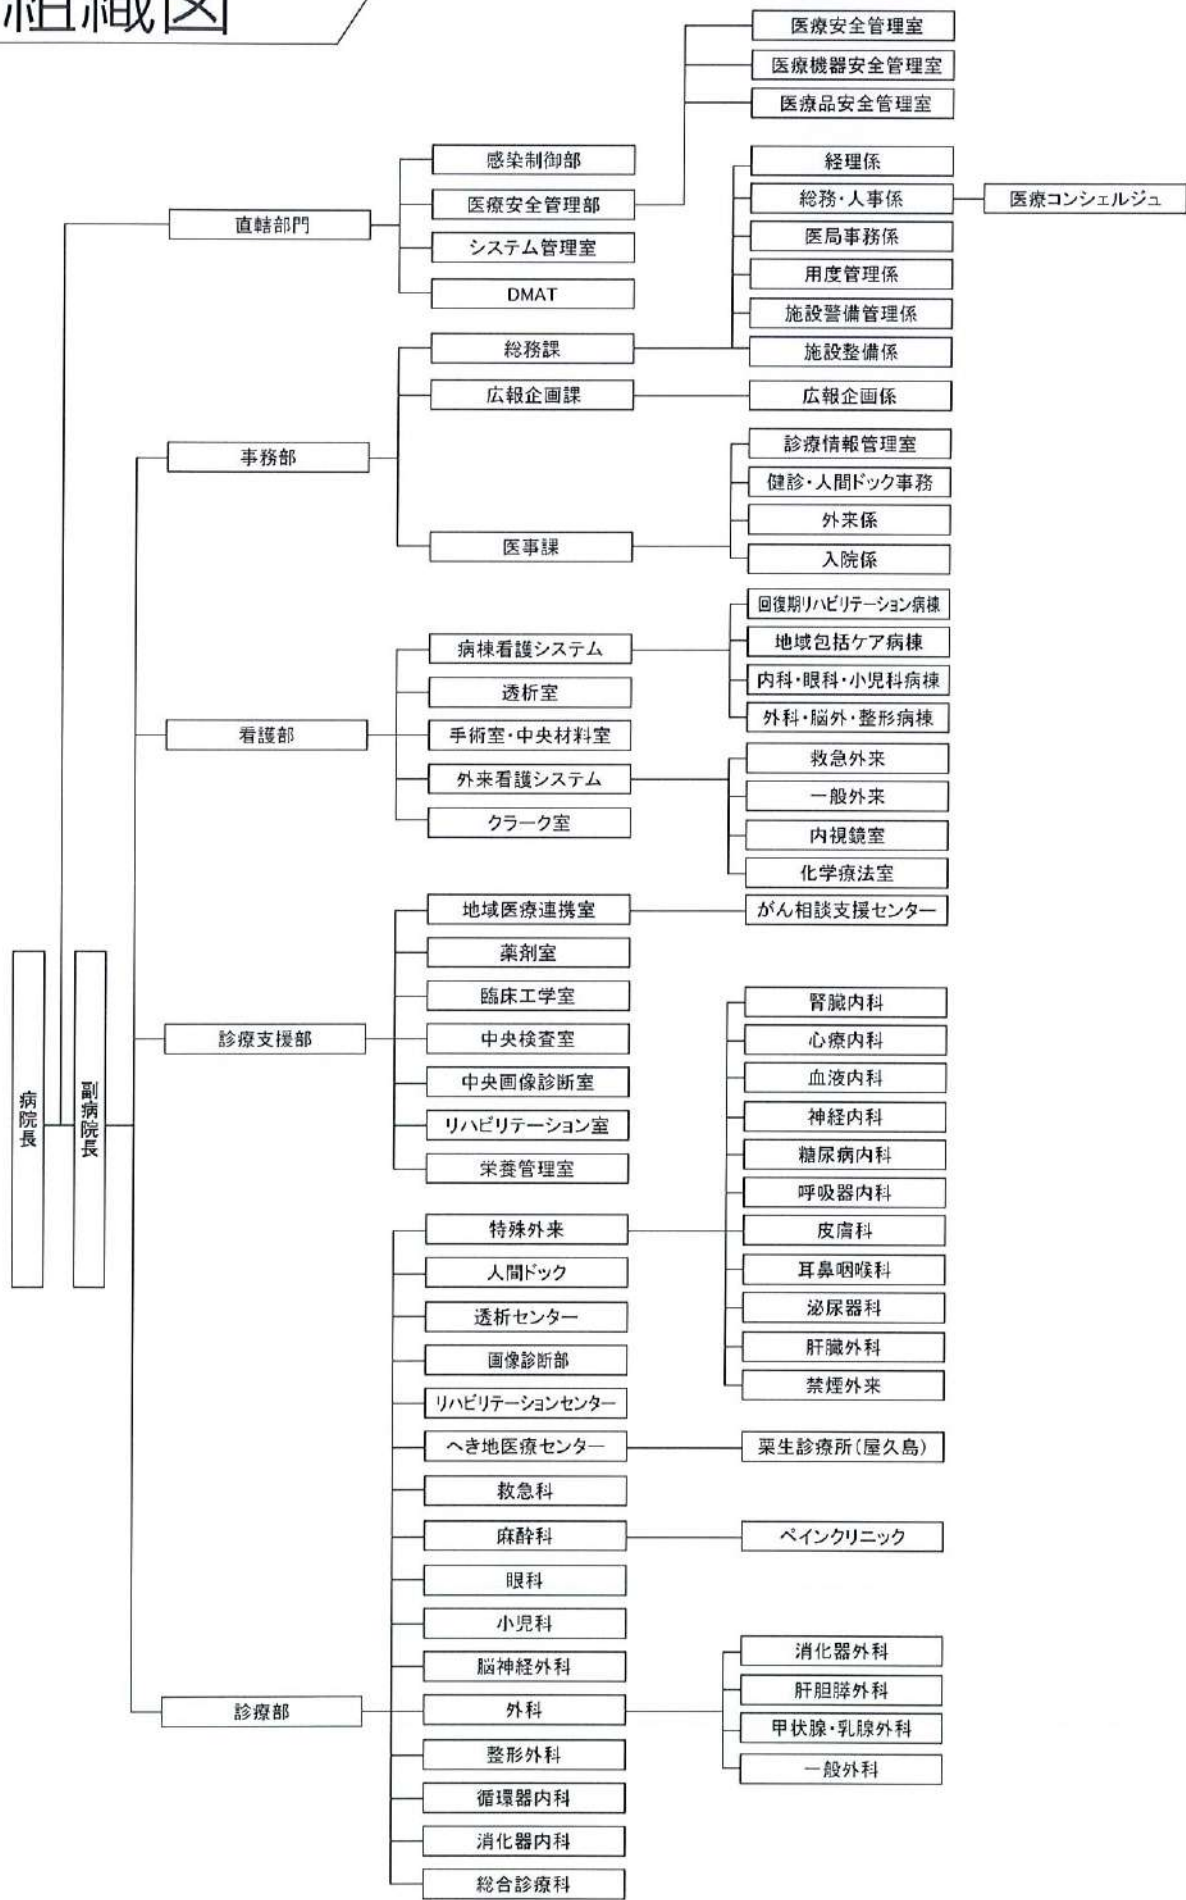 組織図
病院長
副病院長
直轄部門
感染制御部
医療安全管理部
医療安全管理室
医療機器安全管理室
医療品安全管理室
システム管理室
DMAT
事務部
総務課
経理係
総務・人事係
医療コンシェルジュ
医局事務係
用度管理係
施設警備管理係
施設整備係
広報企画課
広報企画係
医事課
診療情報管理室
健診・人間ドック事務
外来係
入院係
看護部
病棟看護システム
回復期リハビリテーション病棟
地域包括ケア病棟
内科・眼科・小児科病棟
外科・脳外・整形病棟
透析室
手術室・中央材料室
外来看護システム
救急外来
一般外来
内視鏡室
化学療法室
クラーク室
診療支援部
地域医療連携室
がん相談支援センター
薬剤室
臨床工学室
中央検査室
中央画像診断室
リハビリテーション室
栄養管理室
診療部
特殊外来
腎臓内科
心療内科
血液内科
神経内科
糖尿病内科
呼吸器内科
皮膚科
耳鼻咽喉科
泌尿器科
肝臓外科
禁煙外来
人間ドック
透析センター
画像診断部
リハビリテーションセンター
へき地医療センター
栗生診療所(屋久島)
救急科
麻酔科
ペインクリニック
眼科
小児科
脳神経外科
外科
消化器外科
肝胆膵外科
甲状腺・乳腺外科
一般外科
整形外科
循環器内科
消化器内科
総合診療科